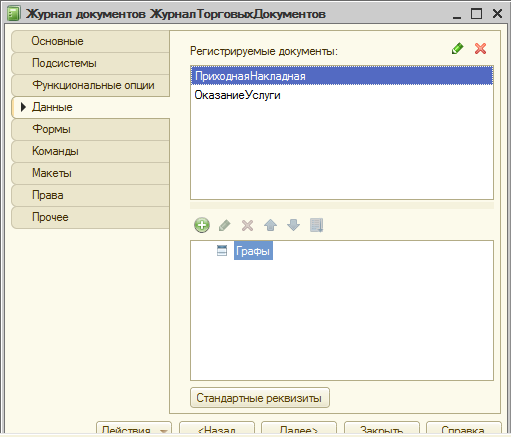 Журнал документов ЖурналТорговыхДокументов
Основные
Подсистемы
Функциональные опции
Данные
Формы
Команды
Макеты
Права
Прочее
Регистрируемые документы:
ПриходнаяНакладная
ОказаниеУслуги
Графы
Стандартные реквизиты
Действия
<Назад
Далее>
Закрыть
Справка